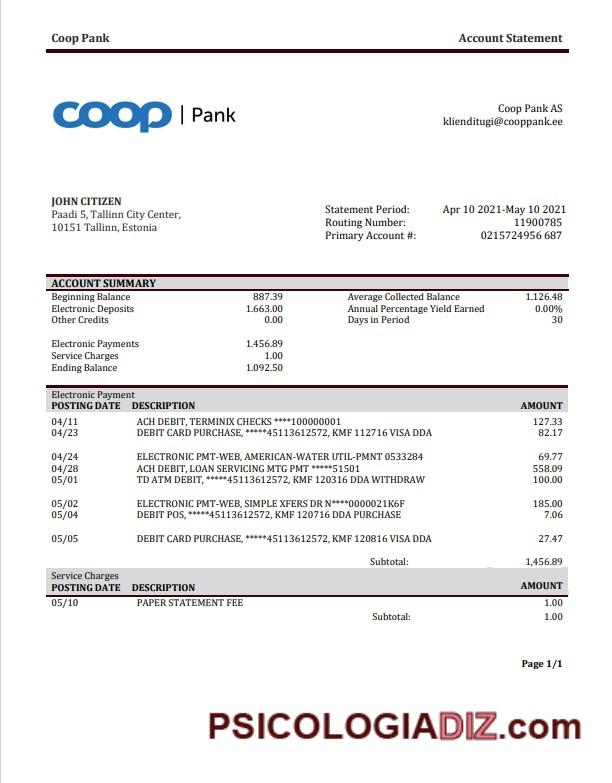 Coop Pank Account Statement
coop | Pank
Coop Pank AS
klienditugi@cooppank.ee
JOHN CITIZEN
Paadi 5, Tallinn City Center,
10151 Tallinn, Estonia
Statement Period: Apr 10 2021-May 10 2021
Routing Number: 11900785
Primary Account #: 0215724956 687
ACCOUNT SUMMARY
Beginning Balance 887.39 Average Collected Balance 1.126.48
Electronic Deposits 1.663.00 Annual Percentage Yield Earned 0.00%
Other Credits 0.00 Days in Period 30
Electronic Payments 1.456.89
Service Charges 1.00
Ending Balance 1.092.50
Electronic Payment
POSTING DATE DESCRIPTION AMOUNT
04/11 ACH DEBIT, TERMINIX CHECKS ****100000001 127.33
04/23 DEBIT CARD PURCHASE, *****45113612572, KMF 112716 VISA DDA 82.17
04/24 ELECTRONIC PMT-WEB, AMERICAN-WATER UTIL-PMNT 0533284 69.77
04/28 ACH DEBIT, LOAN SERVICING MTG PMT *****51501 558.09
05/01 TD ATM DEBIT, *****45113612572, KMF 120316 DDA WITHDRAW 100.00
05/02 ELECTRONIC PMT-WEB, SIMPLE XFERS DR N****0000021K6F 185.00
05/04 DEBIT POS, *****45113612572, KMF 120716 DDA PURCHASE 7.06
05/05 DEBIT CARD PURCHASE, *****45113612572, KMF 120816 VISA DDA 27.47
Subtotal: 1,456.89
Service Charges
POSTING DATE DESCRIPTION AMOUNT
05/10 PAPER STATEMENT FEE 1.00
Subtotal: 1.00
Page 1/1
PSICOLOGIADIZ.com